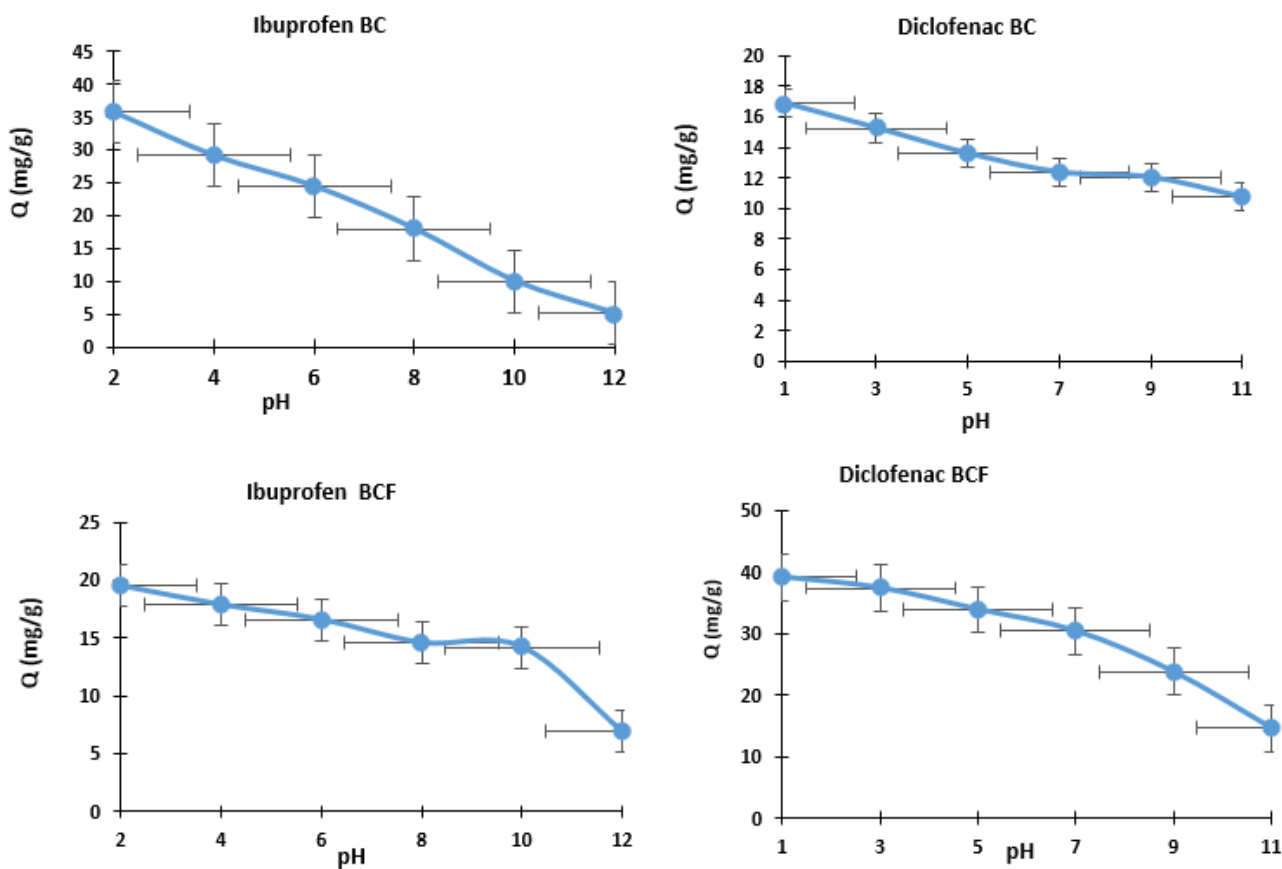 Ibuprofen BC
Q (mg/g)
45
40
35
30
25
20
15
10
5
0
2 4 6 8 10 12
pH
Diclofenac BC
Q (mg/g)
20
18
16
14
12
10
8
6
4
2
0
1 3 5 7 9 11
pH
Ibuprofen BCF
Q (mg/g)
25
20
15
10
5
0
2 4 6 8 10 12
pH
Diclofenac BCF
Q (mg/g)
50
40
30
20
10
0
1 3 5 7 9 11
pH